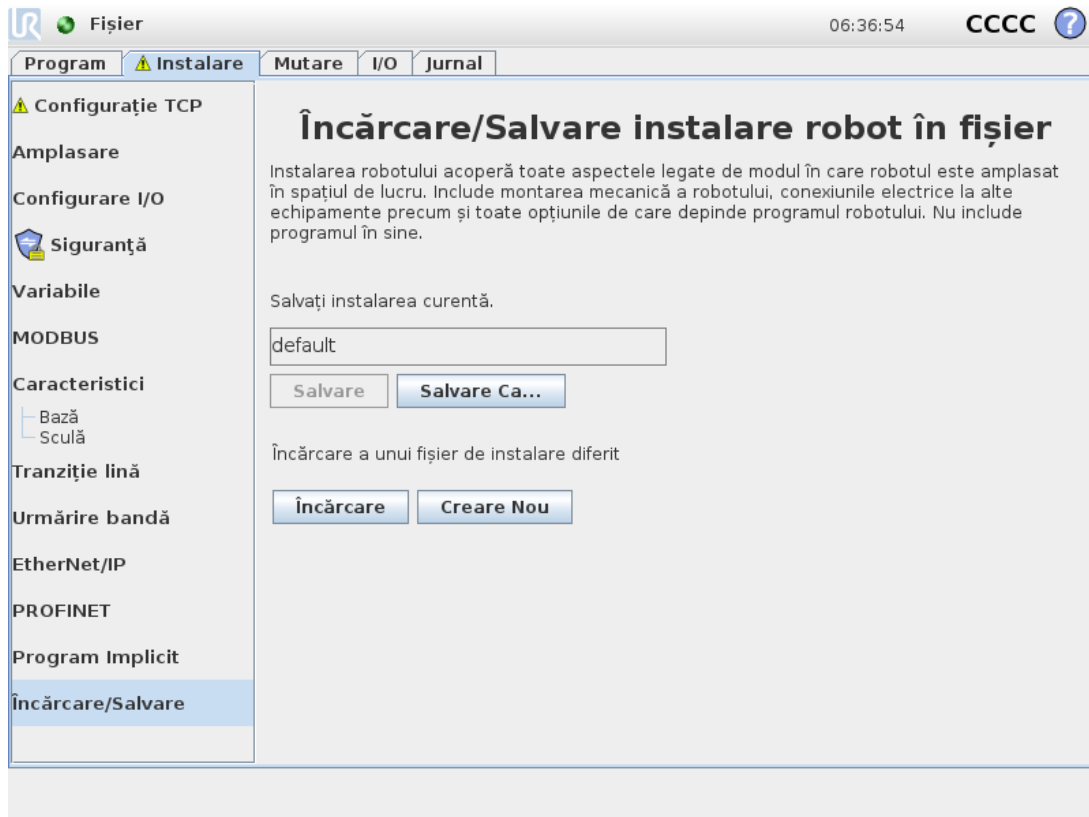 Fișier
06:36:54
CCCC
?
Program
Instalare
Mutare
I/O
Jurnal
Configurație TCP
Amplasare
Configurare I/O
Siguranţă
Variabile
MODBUS
Caracteristici
Bază
Sculă
Tranziție lină
Urmărire bandă
EtherNet/IP
PROFINET
Program Implicit
Încărcare/Salvare
Încărcare/Salvare instalare robot în fișier
Instalarea robotului acoperă toate aspectele legate de modul în care robotul este amplasat
în spațiul de lucru. Include montarea mecanică a robotului, conexiunile electrice la alte
echipamente precum și toate opțiunile de care depinde programul robotului. Nu include
programul în sine.
Salvați instalarea curentă.
default
Salvare
Salvare Ca...
Încărcare a unui fișier de instalare diferit
Încărcare
Creare Nou